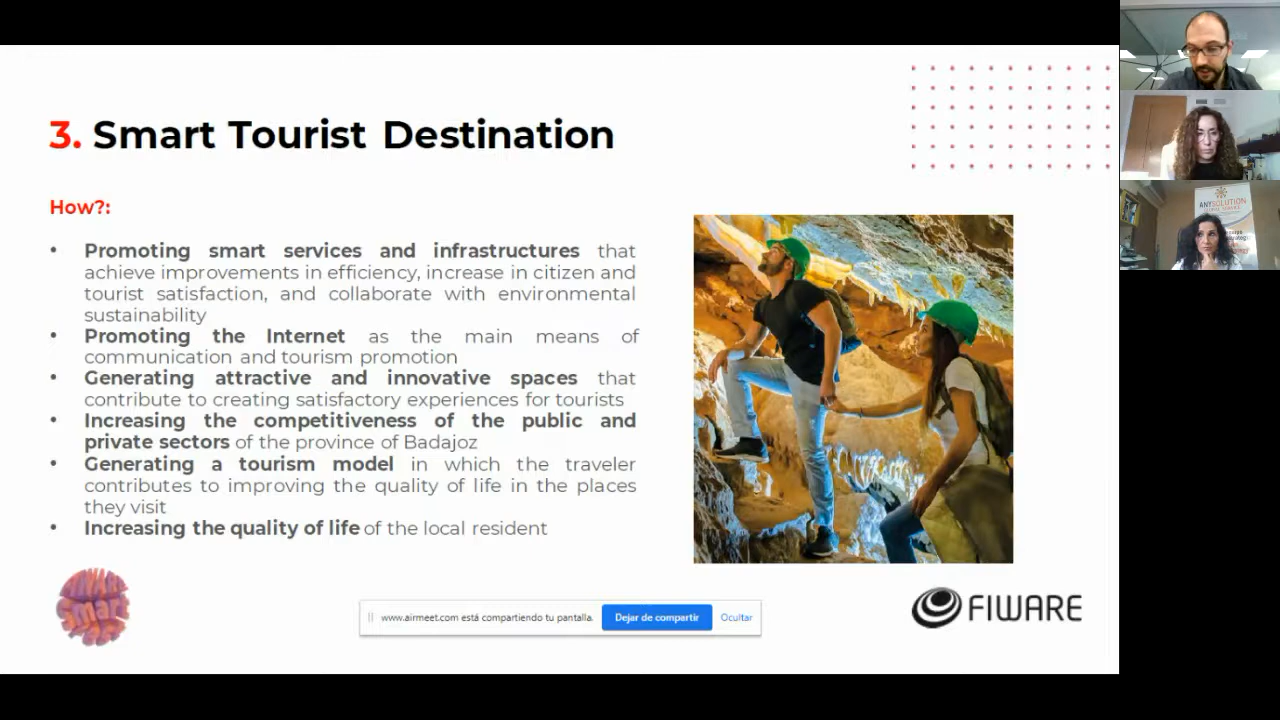 3. Smart Tourist Destination
How?:
• Promoting smart services and infrastructures that
achieve improvements in efficiency, increase in citizen and
tourist satisfaction, and collaborate with environmental
sustainability
• Promoting the Internet as the main means of
communication and tourism promotion
• Generating attractive and innovative spaces that
contribute to creating satisfactory experiences for tourists
• Increasing the competitiveness of the public and
private sectors of the province of Badajoz
• Generating a tourism model in which the traveler
contributes to improving the quality of life in the places
they visit
• Increasing the quality of life of the local resident
Smart
www.airmeet.com está compartiendo tu pantalla.
Dejar de compartir
Ocultar
FIWARE
ANYSOLUTION